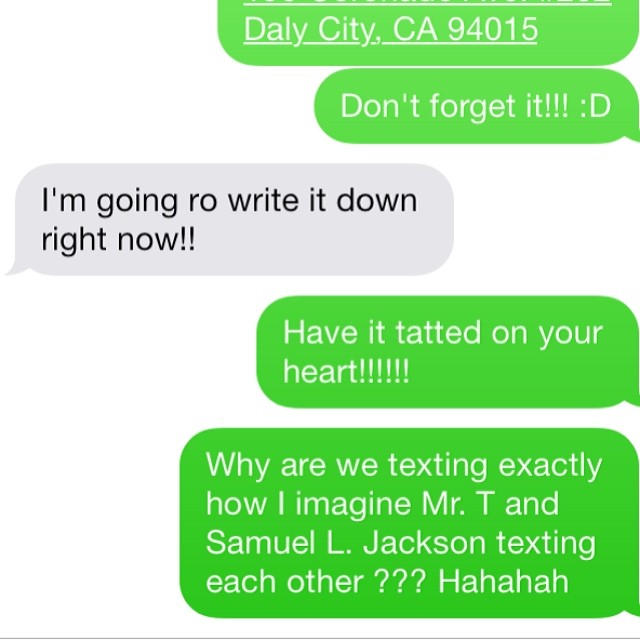 Daly City, CA 94015
Don't forget it!!! :D
I'm going ro write it down
right now!!
Have it tatted on your
heart!!!!!!
Why are we texting exactly
how I imagine Mr. T and
Samuel L. Jackson texting
each other ??? Hahahah